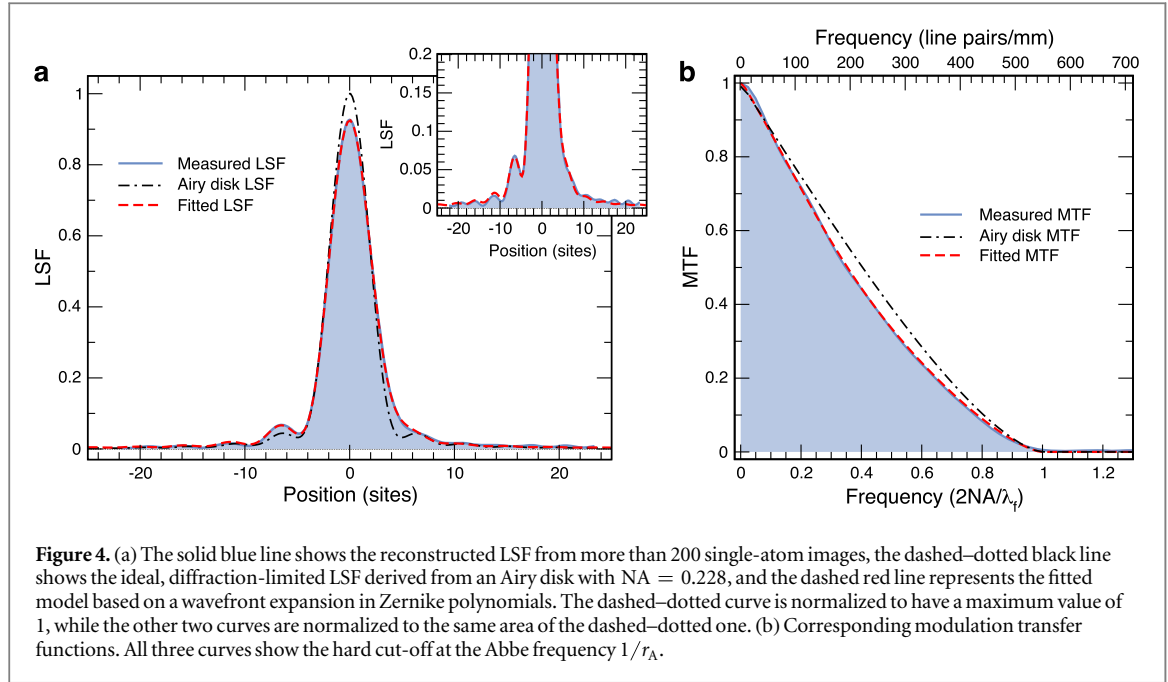 a
LSF
1
0.8
0.6
0.4
0.2
0
Measured LSF
Airy disk LSF
Fitted LSF
-20
-10
0
10
20
Position (sites)
LSF
0.2
0.15
0.1
0.05
0
-20
-10
0
10
20
Position (sites)
b
Frequency (line pairs/mm)
0
100
200
300
400
500
600
700
MTF
1
0.8
0.6
0.4
0.2
0
Measured MTF
Airy disk MTF
Fitted MTF
0
0.2
0.4
0.6
0.8
1
1.2
Frequency (2NA/λf)
Figure 4. (a) The solid blue line shows the reconstructed LSF from more than 200 single-atom images, the dashed–dotted black line
shows the ideal, diffraction-limited LSF derived from an Airy disk with NA = 0.228, and the dashed red line represents the fitted
model based on a wavefront expansion in Zernike polynomials. The dashed–dotted curve is normalized to have a maximum value of
1, while the other two curves are normalized to the same area of the dashed–dotted one. (b) Corresponding modulation transfer
functions. All three curves show the hard cut-off at the Abbe frequency 1/rA.